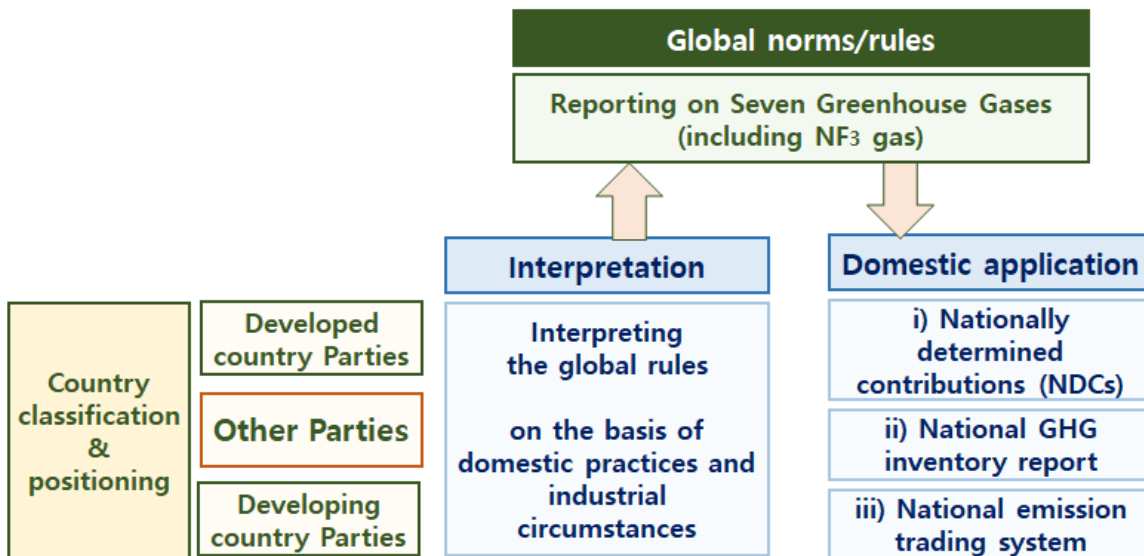 Global norms/rules
Reporting on Seven Greenhouse Gases
(including NF3 gas)
Interpretation
Domestic application
Country
classification
&
positioning
Developed
country Parties
Other Parties
Developing
country Parties
Interpreting
the global rules
on the basis of
domestic practices and
industrial
circumstances
i) Nationally
determined
contributions (NDCs)
ii) National GHG
inventory report
iii) National emission
trading system